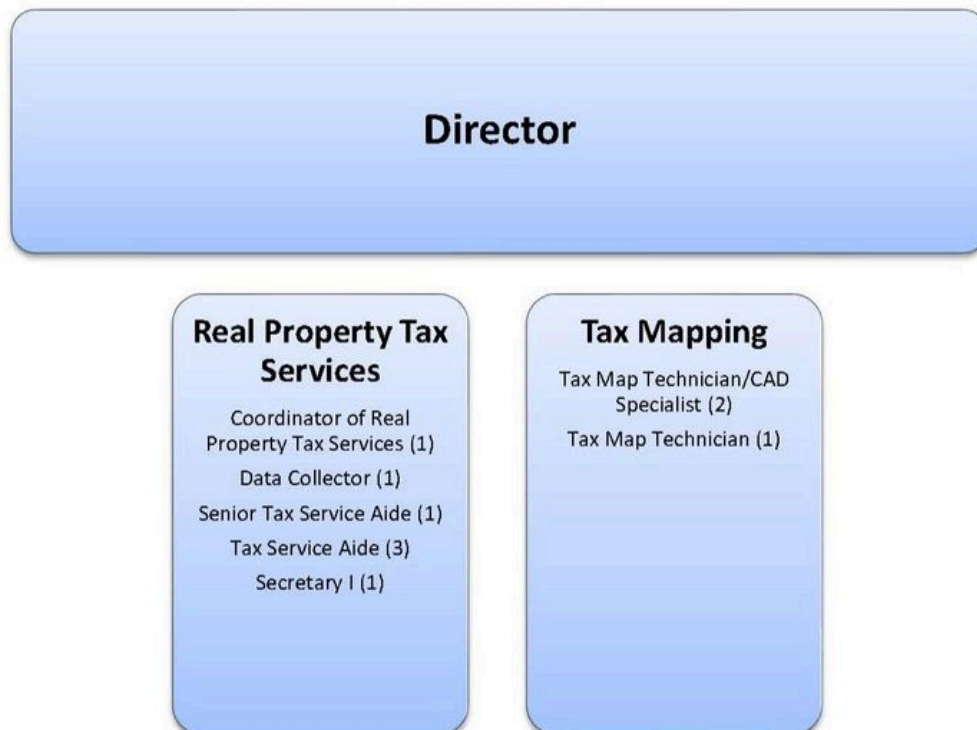 Director
Real Property Tax
Services
Coordinator of Real
Property Tax Services (1)
Data Collector (1)
Senior Tax Service Aide (1)
Tax Service Aide (3)
Secretary I (1)
Tax Mapping
Tax Map Technician/CAD
Specialist (2)
Tax Map Technician (1)